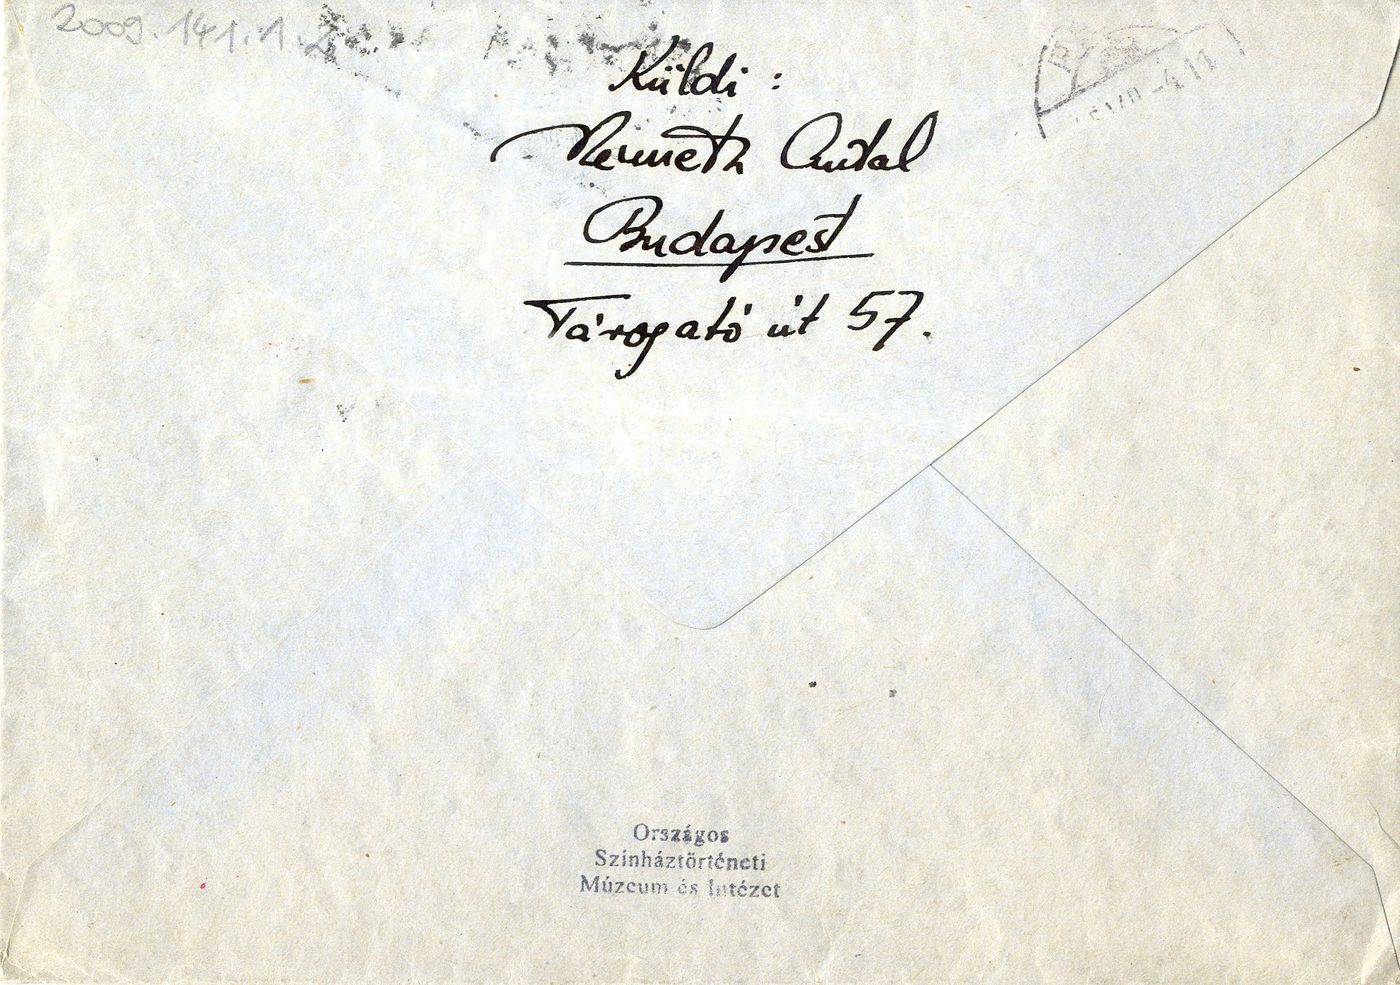 2009.141.1.2
Küldi :
Németh Antal
Budapest
Tárogató út 57.
Országos
Színháztörténeti
Múzeum és Intézet